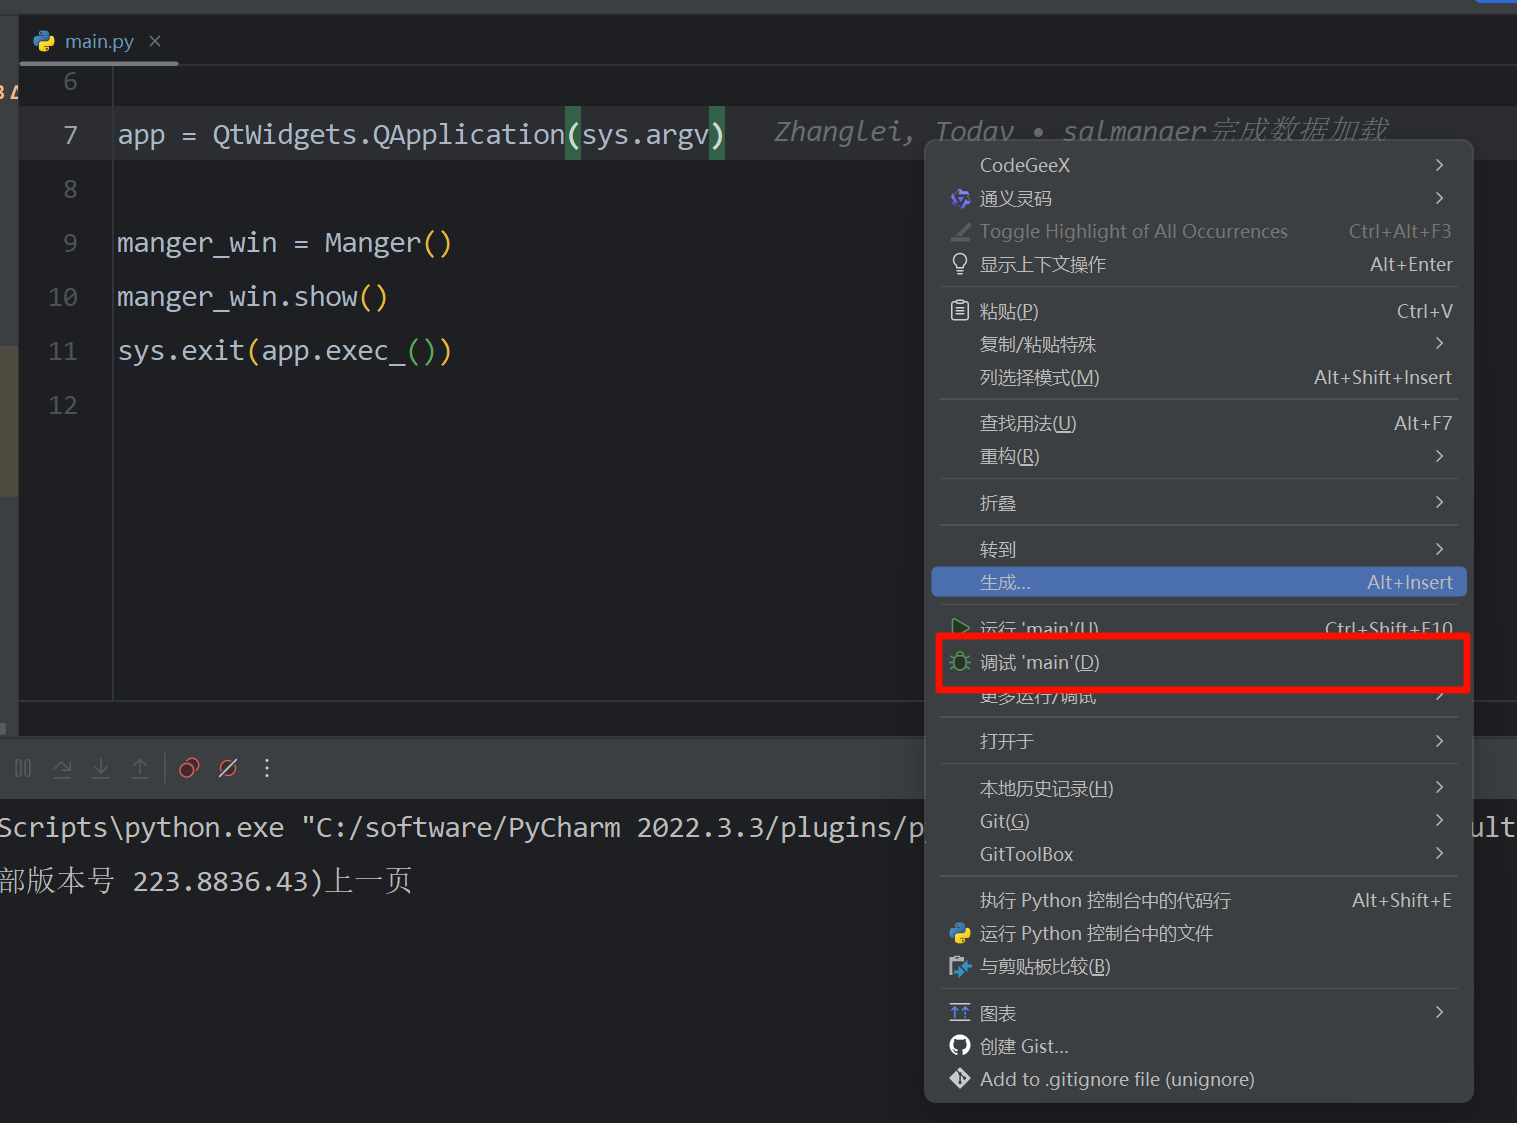 main.py
6
7 app = QtWidgets.QApplication(sys.argv) Zhanglei, Today • salmanger完成数据加载
8
9 manger_win = Manger()
10 manger_win.show()
11 sys.exit(app.exec_())
12
CodeGeeX
通义灵码
Toggle Highlight of All Occurrences Ctrl+Alt+F3
显示上下文操作 Alt+Enter
粘贴(P) Ctrl+V
复制/粘贴特殊
列选择模式(M) Alt+Shift+Insert
查找用法(U) Alt+F7
重构(R)
折叠
转到
生成... Alt+Insert
运行 'main'(U) Ctrl+Shift+F10
调试 'main'(D)
更多运行/调试
打开于
本地历史记录(H)
Git(G)
GitToolBox
执行 Python 控制台中的代码行 Alt+Shift+E
运行 Python 控制台中的文件
与剪贴板比较(B)
图表
创建 Gist...
Add to .gitignore file (unignore)
Scripts\python.exe "C:/software/PyCharm 2022.3.3/plugins/p ult
部版本号 223.8836.43)上一页